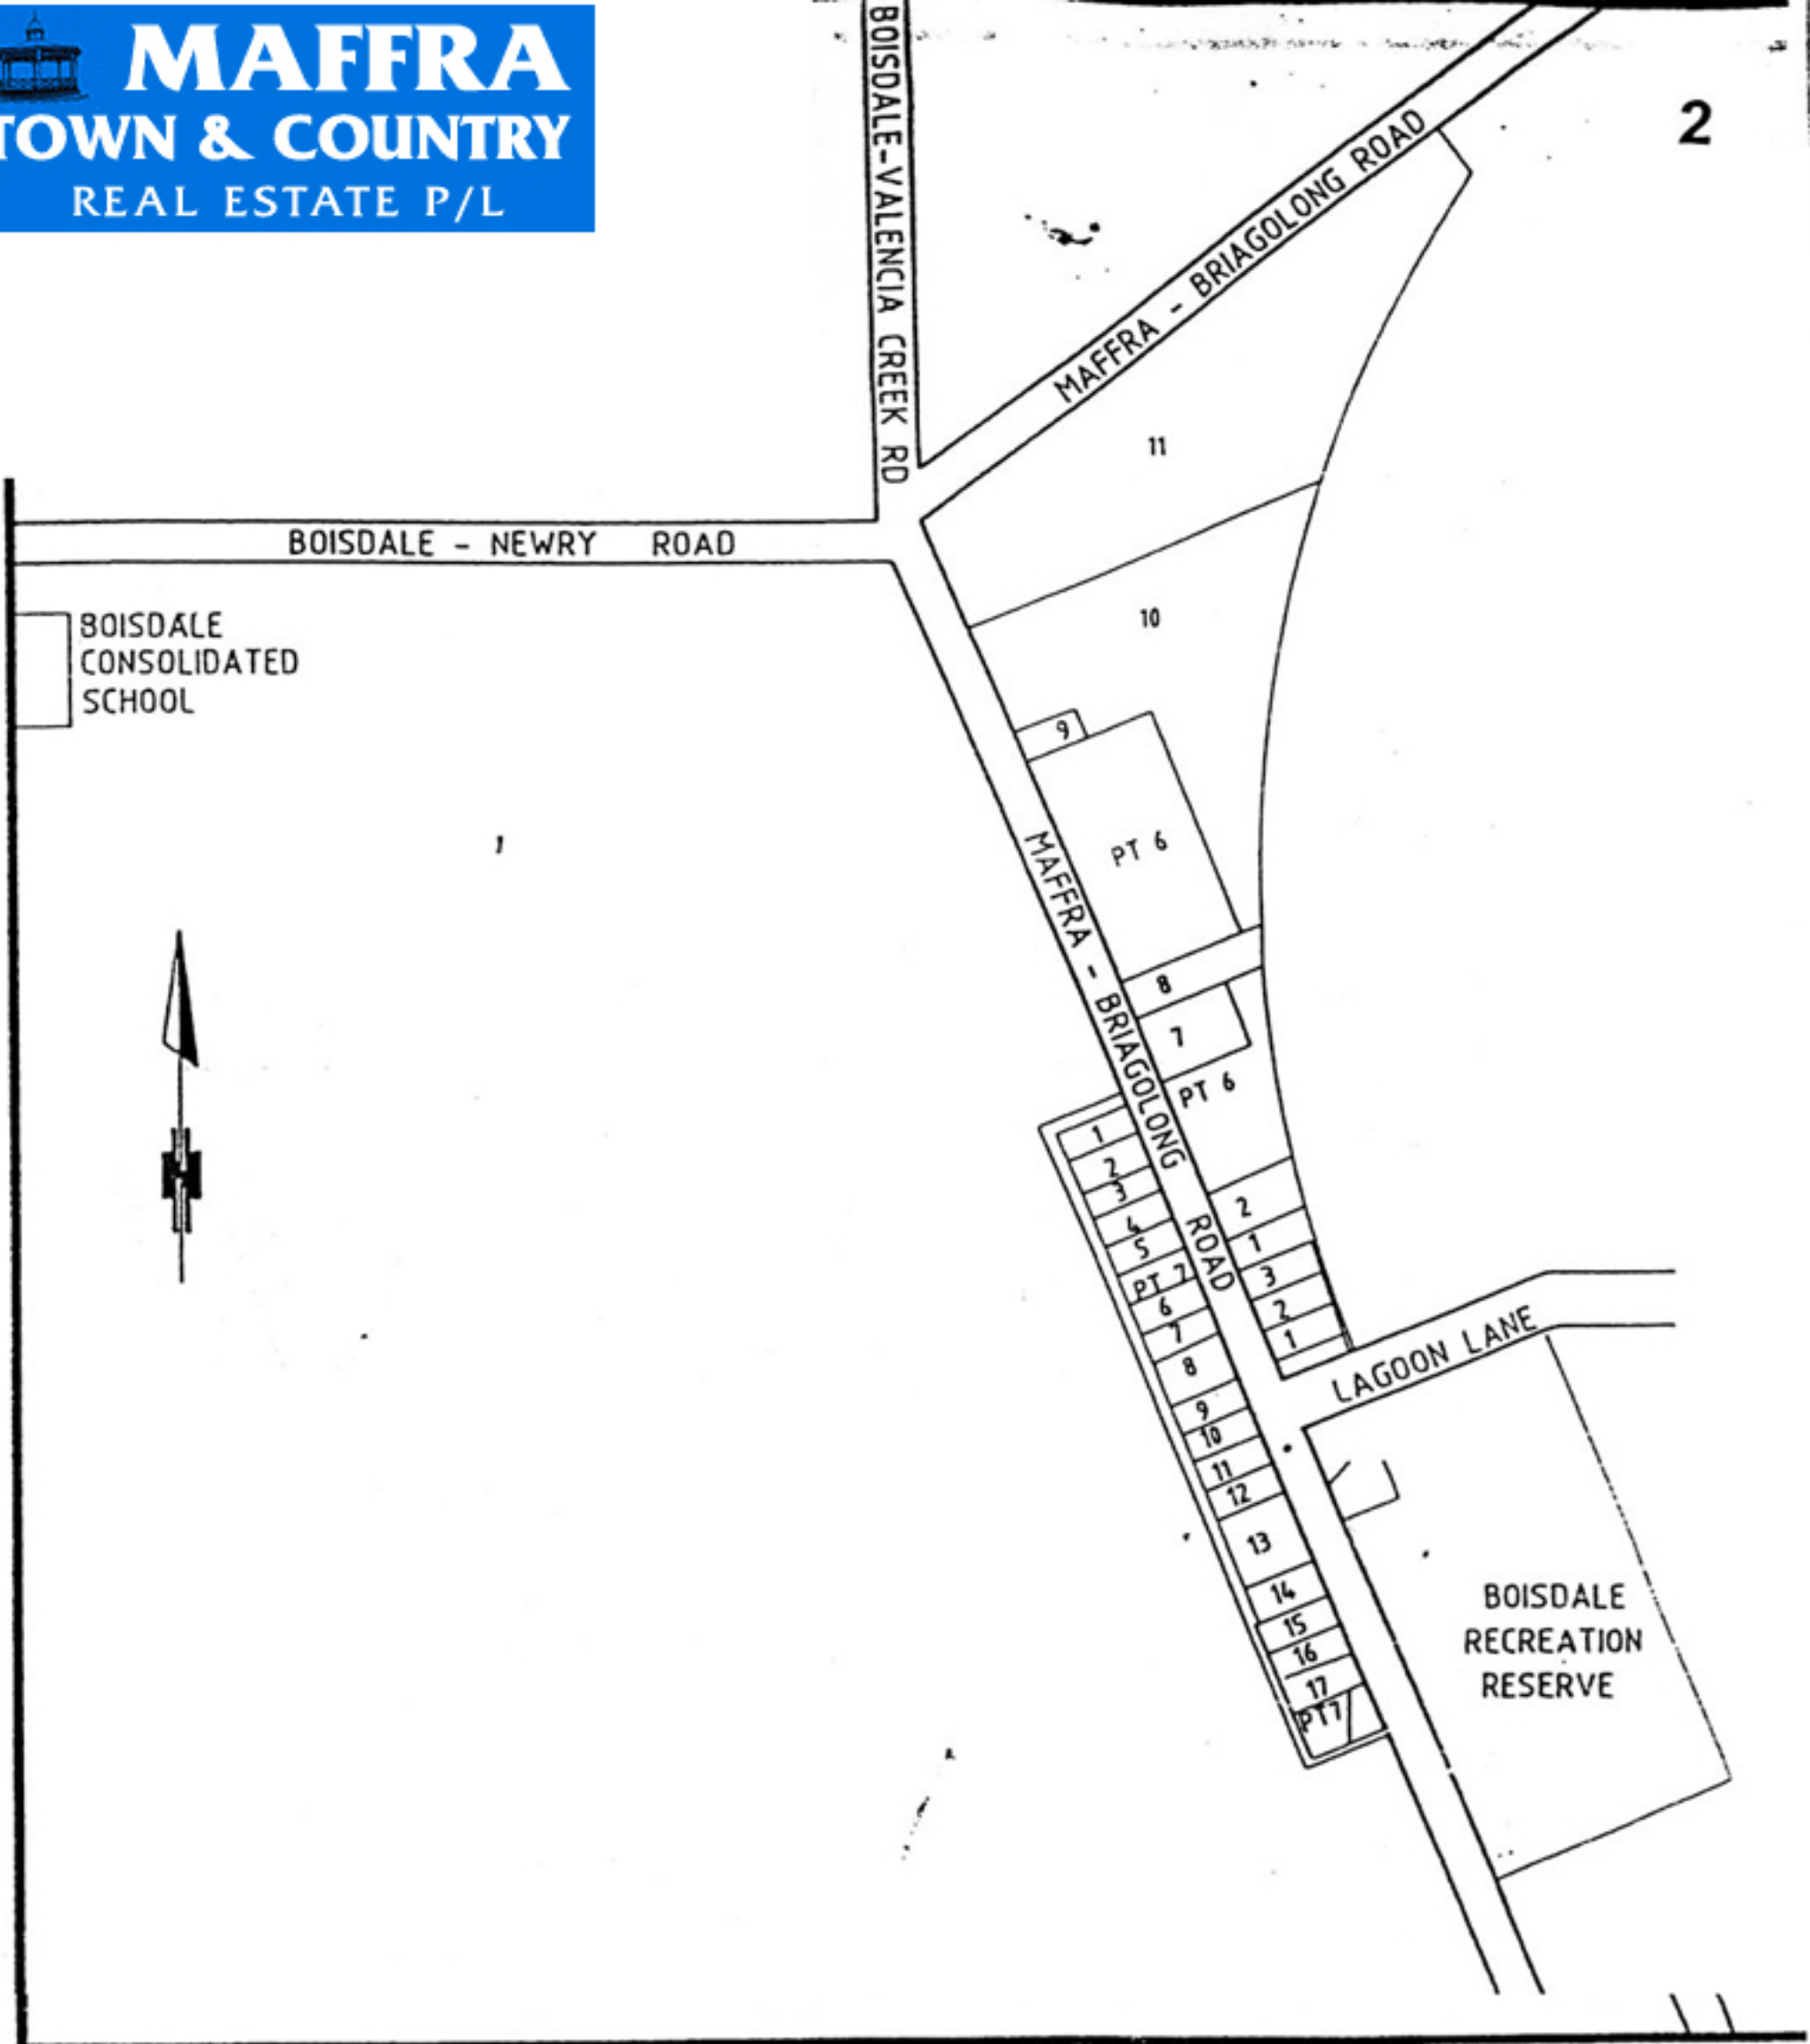 MAFFRA
TOWN & COUNTRY
REAL ESTATE P/L
2
BOISDALE-VALENCIA CREEK RD
MAFFRA - BRIAGOLONG ROAD
11
BOISDALE - NEWRY ROAD
BOISDALE
CONSOLIDATED
SCHOOL
10
9
1
PT 6
MAFFRA - BRIAGOLONG ROAD
8
7
PT 6
1
2
3
4
5
PT 7
6
7
8
9
10
11
12
13
14
15
16
17
PT7
2
1
3
2
1
LAGOON LANE
N
BOISDALE
RECREATION
RESERVE